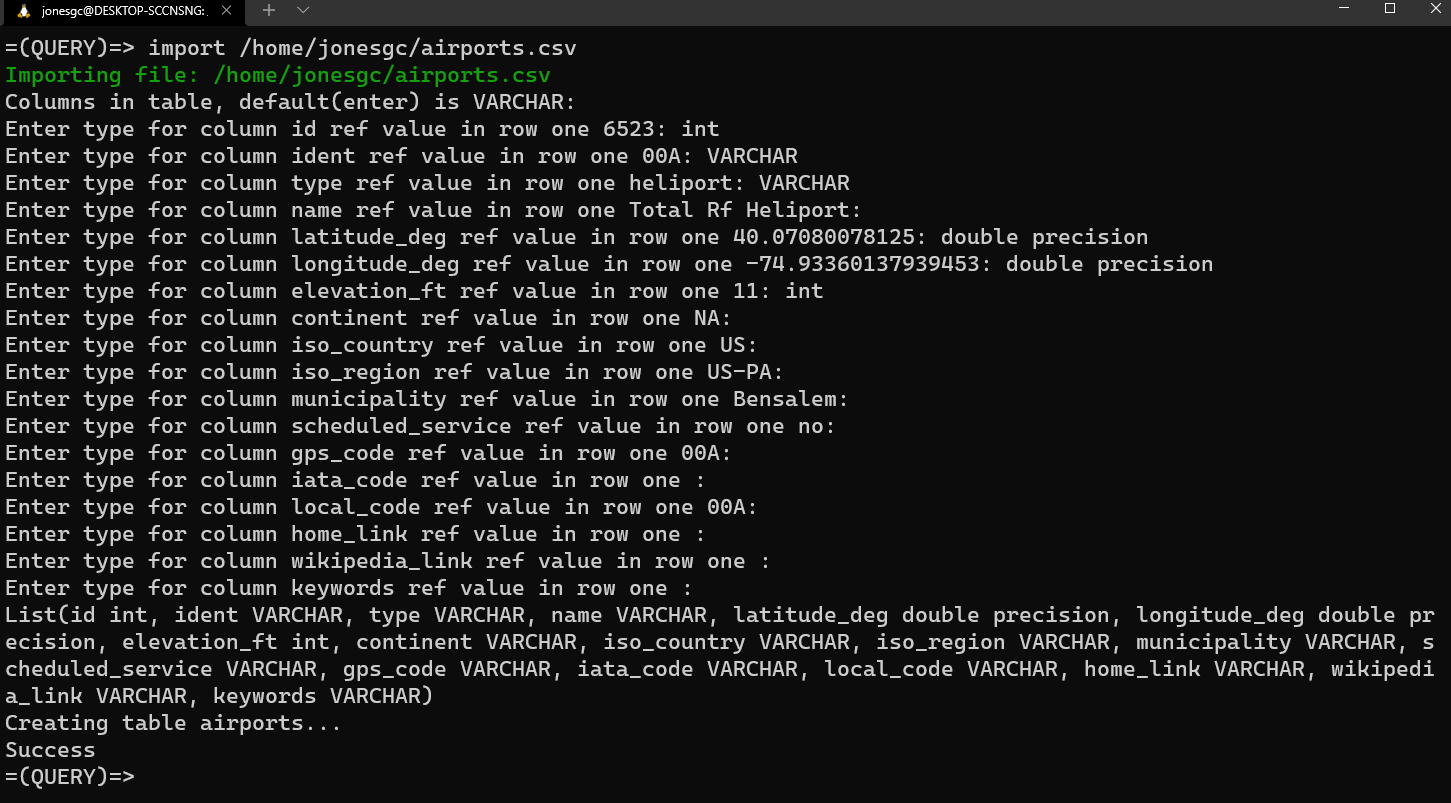 jonesgc@DESKTOP-SCCNSNG:
=(QUERY)=> import /home/jonesgc/airports.csv
Importing file: /home/jonesgc/airports.csv
Columns in table, default(enter) is VARCHAR:
Enter type for column id ref value in row one 6523: int
Enter type for column ident ref value in row one 00A: VARCHAR
Enter type for column type ref value in row one heliport: VARCHAR
Enter type for column name ref value in row one Total Rf Heliport:
Enter type for column latitude_deg ref value in row one 40.07080078125: double precision
Enter type for column longitude_deg ref value in row one -74.93360137939453: double precision
Enter type for column elevation_ft ref value in row one 11: int
Enter type for column continent ref value in row one NA:
Enter type for column iso_country ref value in row one US:
Enter type for column iso_region ref value in row one US-PA:
Enter type for column municipality ref value in row one Bensalem:
Enter type for column scheduled_service ref value in row one no:
Enter type for column gps_code ref value in row one 00A:
Enter type for column iata_code ref value in row one :
Enter type for column local_code ref value in row one 00A:
Enter type for column home_link ref value in row one :
Enter type for column wikipedia_link ref value in row one :
Enter type for column keywords ref value in row one :
List(id int, ident VARCHAR, type VARCHAR, name VARCHAR, latitude_deg double precision, longitude_deg double pr
ecision, elevation_ft int, continent VARCHAR, iso_country VARCHAR, iso_region VARCHAR, municipality VARCHAR, s
cheduled_service VARCHAR, gps_code VARCHAR, iata_code VARCHAR, local_code VARCHAR, home_link VARCHAR, wikipedi
a_link VARCHAR, keywords VARCHAR)
Creating table airports...
Success
=(QUERY)=>